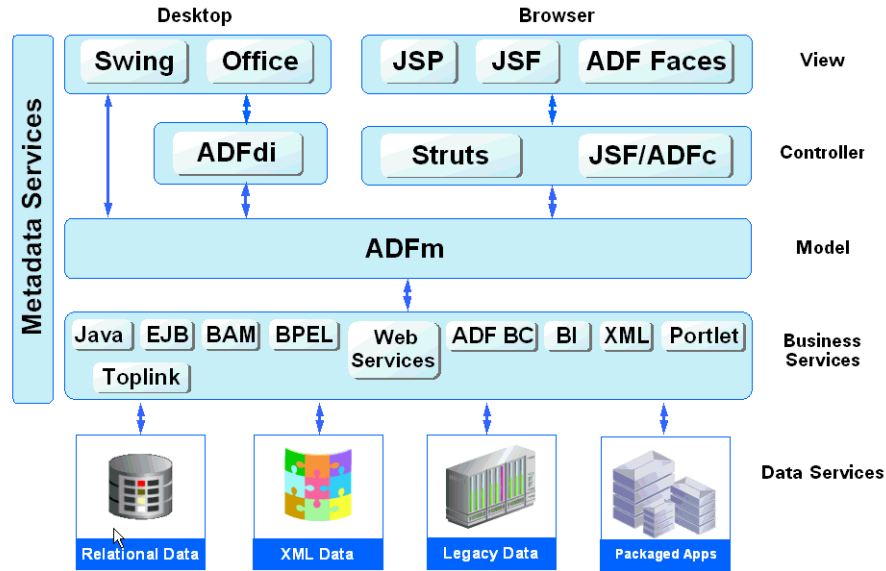 Desktop
Browser
Metadata Services
Swing
Office
JSP
JSF
ADF Faces
View
ADFdi
Struts
JSF/ADFc
Controller
ADFm
Model
Java
EJB
BAM
BPEL
Web
Services
ADF BC
BI
XML
Portlet
Toplink
Business
Services
Data Services
Relational Data
XML Data
Legacy Data
Packaged Apps